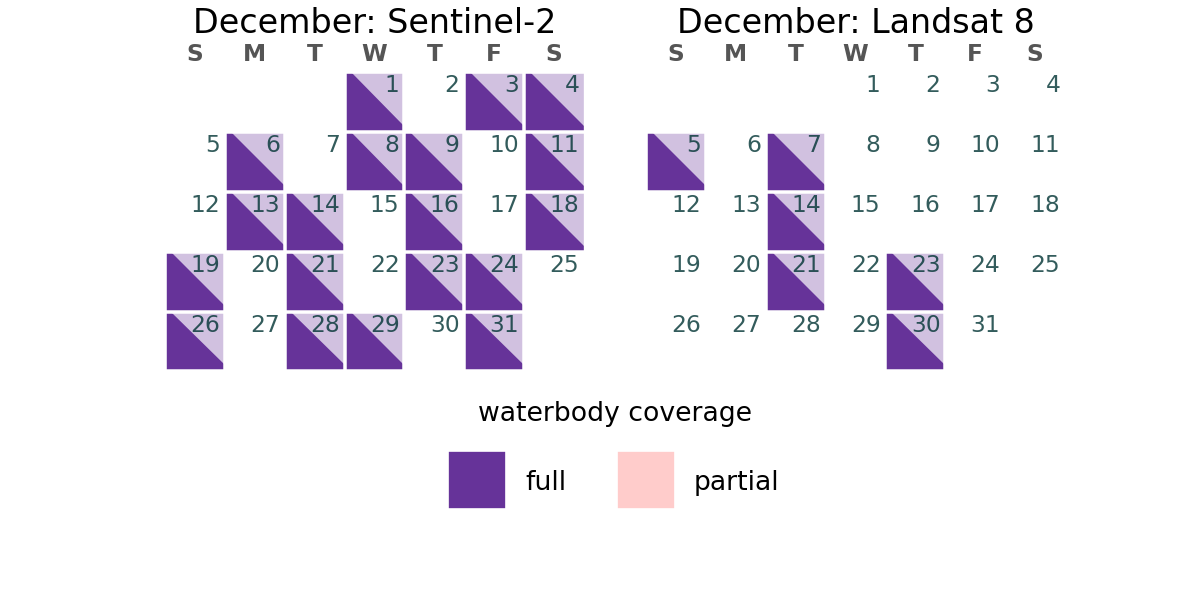 December: Sentinel-2
S M T W T F S
1 2 3 4
5 6 7 8 9 10 11
12 13 14 15 16 17 18
19 20 21 22 23 24 25
26 27 28 29 30 31
December: Landsat 8
S M T W T F S
1 2 3 4
5 6 7 8 9 10 11
12 13 14 15 16 17 18
19 20 21 22 23 24 25
26 27 28 29 30 31
waterbody coverage
full partial